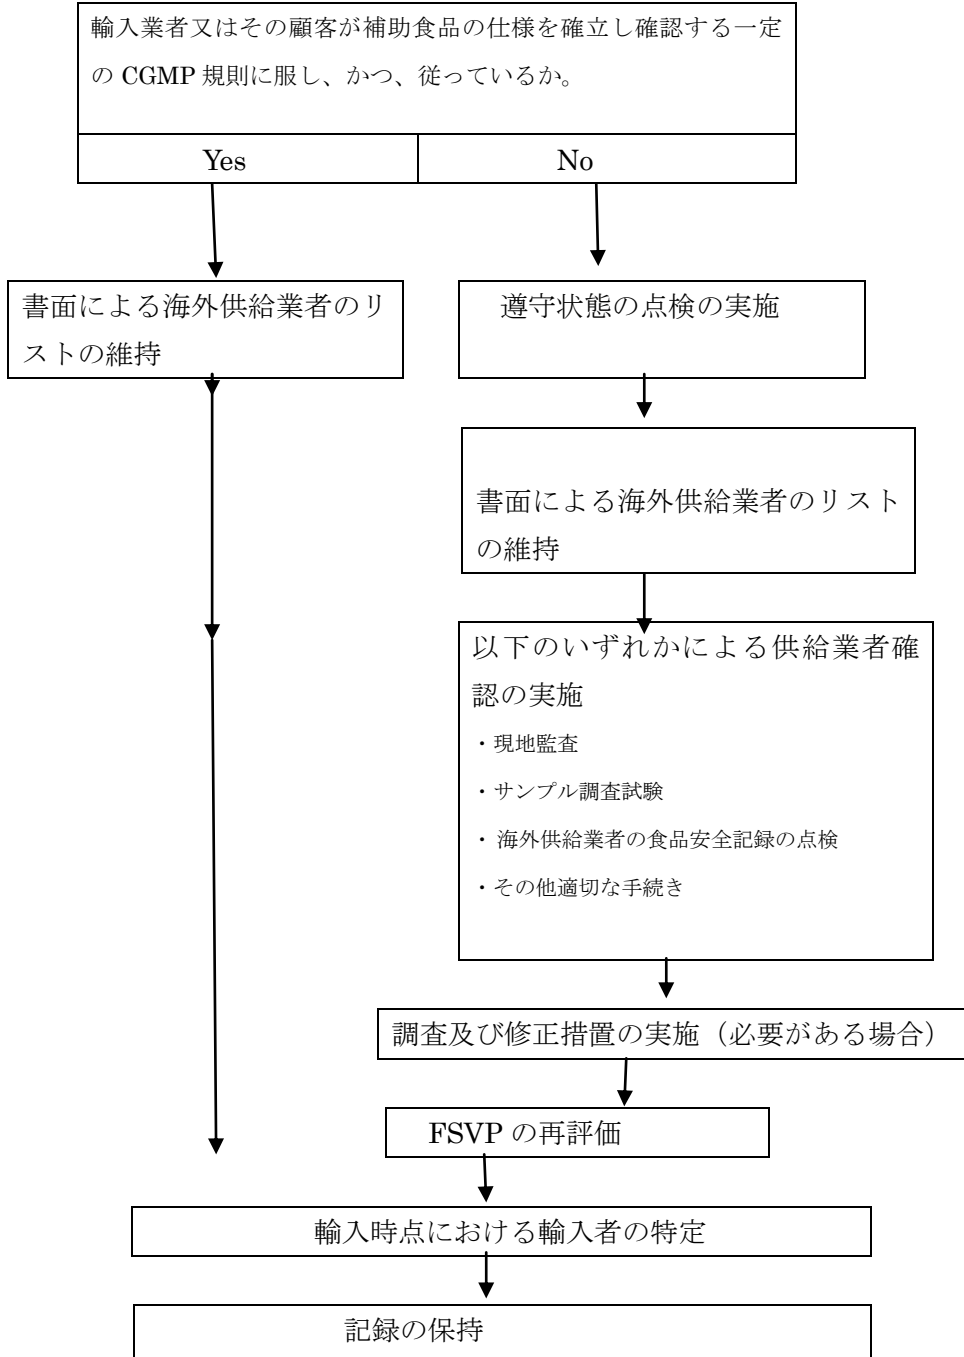 輸入業者又はその顧客が補助食品の仕様を確立し確認する一定
の CGMP 規則に服し、かつ、従っているか。
Yes
No
書面による海外供給業者のリ
ストの維持
遵守状態の点検の実施
書面による海外供給業者のリスト
の維持
以下のいずれかによる供給業者確
認の実施
・現地監査
・サンプル調査試験
・海外供給業者の食品安全記録の点検
・その他適切な手続き
調査及び修正措置の実施（必要がある場合）
FSVP の再評価
輸入時点における輸入者の特定
記録の保持